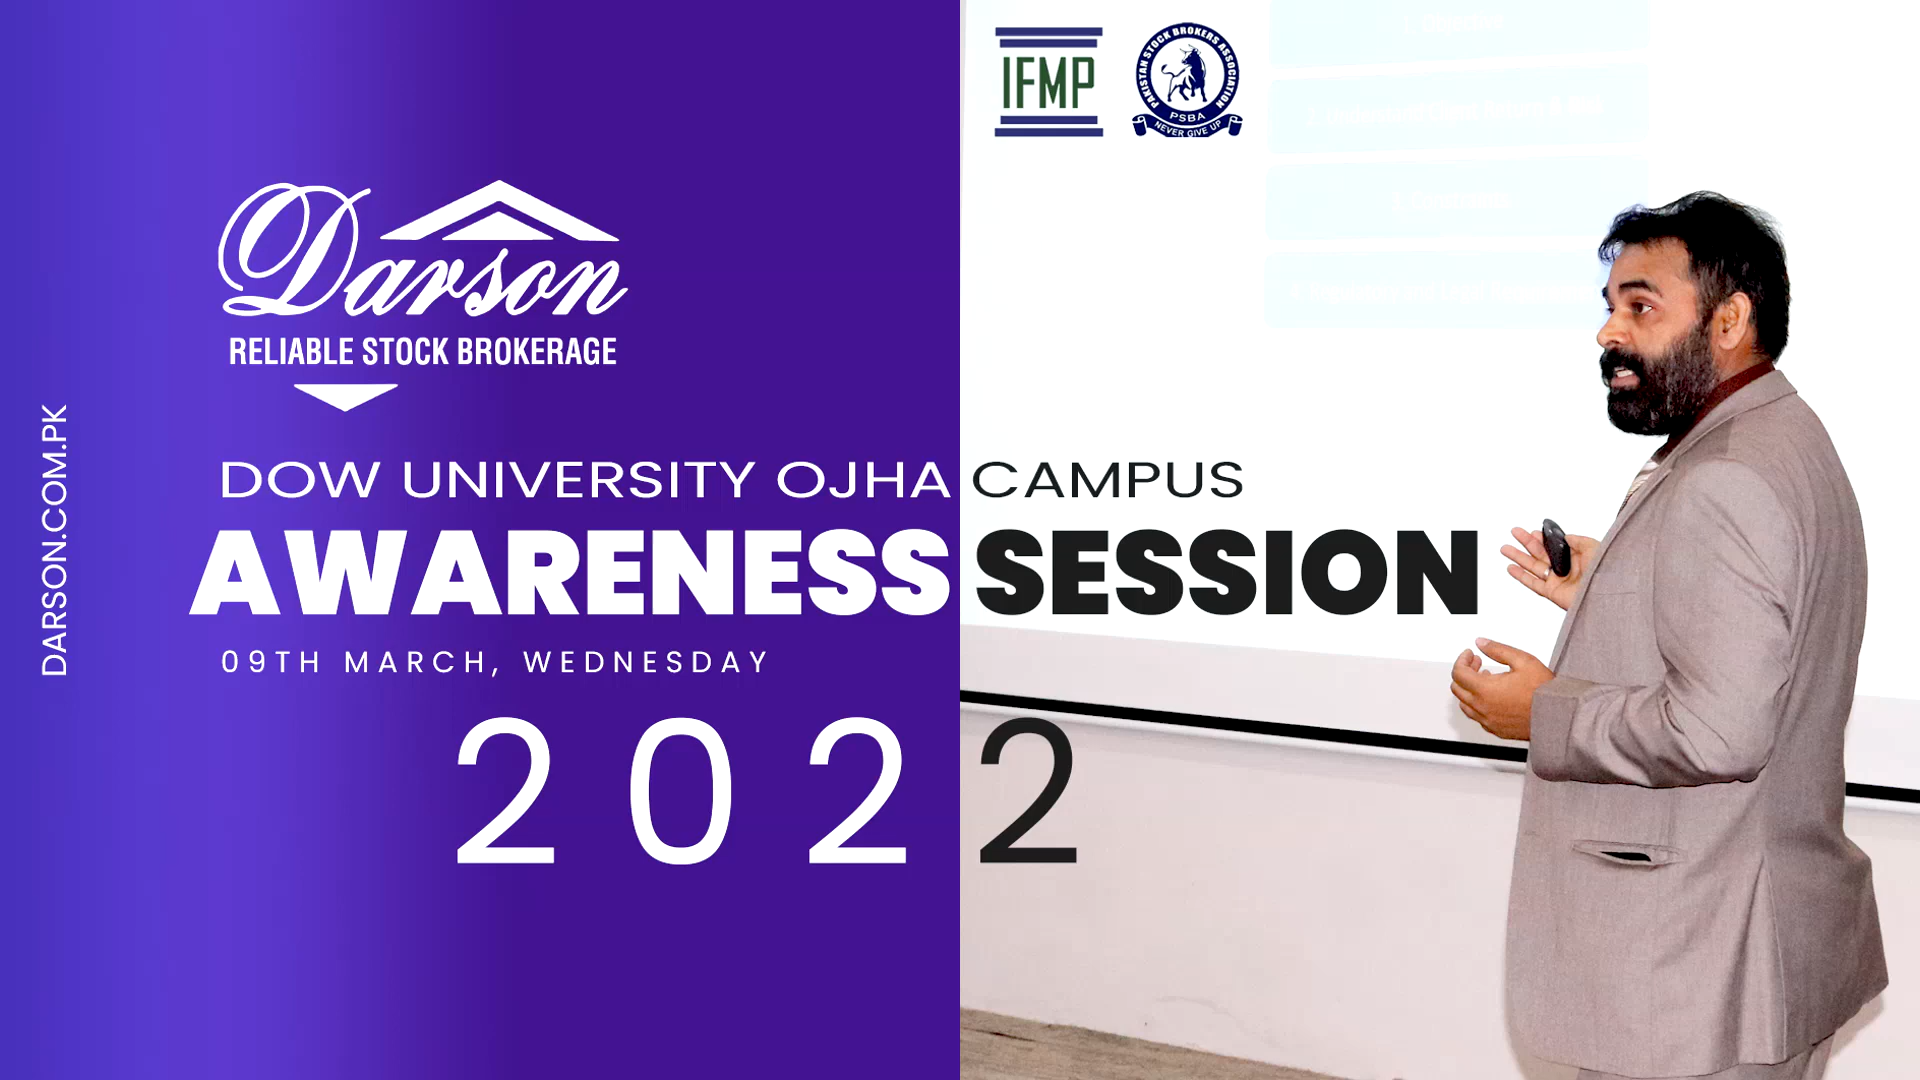 IFMP
PAKISTAN STOCK BROKERS ASSOCIATION
PSBA
NEVER GIVE UP
Darson
RELIABLE STOCK BROKERAGE
DARSON.COM.PK
DOW UNIVERSITY OJHA CAMPUS
AWARENESS SESSION
09TH MARCH, WEDNESDAY
2022